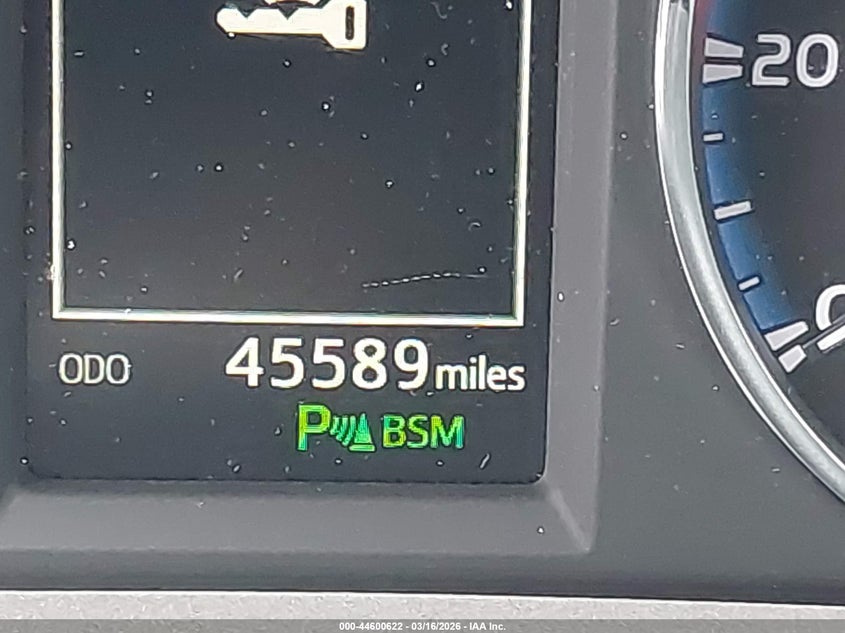 20
ODO 45589 miles
P BSM
000-44600622 - 03/16/2026 - IAA Inc.